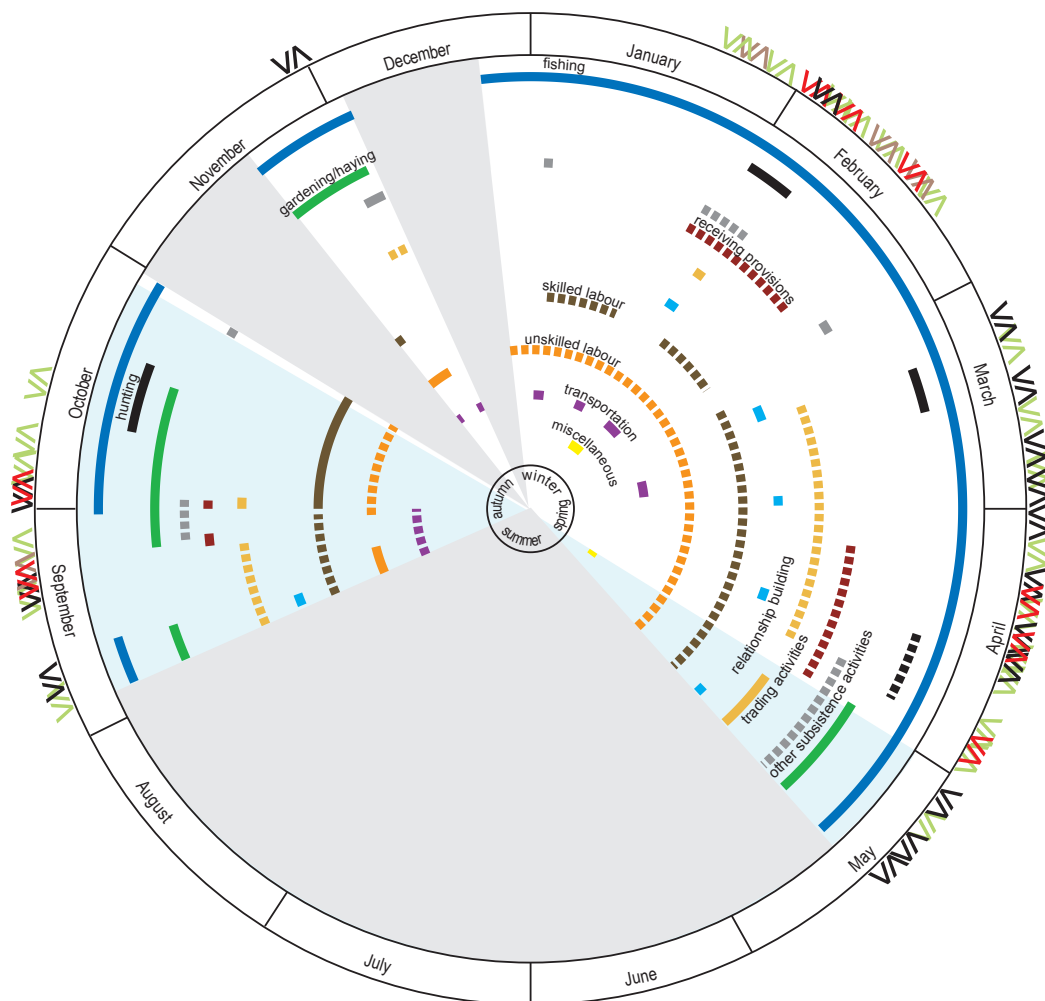 January
February
March
April
May
June
July
August
September
October
November
December
fishing
gardening/haying
receiving provisions
skilled labour
unskilled labour
transportation
miscellaneous
hunting
relationship building
trading activities
other subsistence activities
winter
spring
summer
autumn